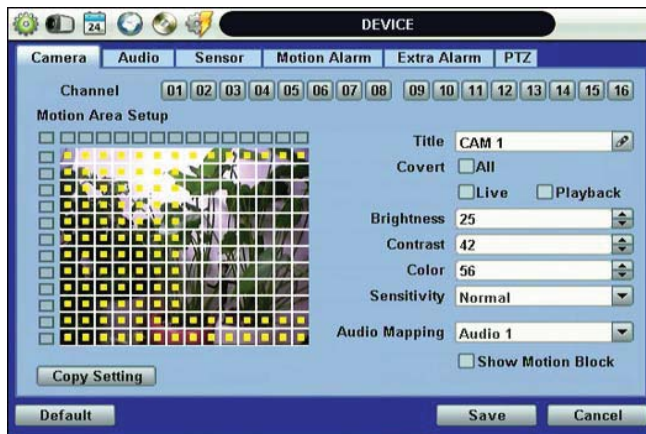 24
DEVICE
Camera Audio Sensor Motion Alarm Extra Alarm PTZ
Channel 01 02 03 04 05 06 07 08 09 10 11 12 13 14 15 16
Motion Area Setup
Title CAM 1
Covert All
Live Playback
Brightness 25
Contrast 42
Color 56
Sensitivity Normal
Audio Mapping Audio 1
Show Motion Block
Copy Setting
Default Save Cancel